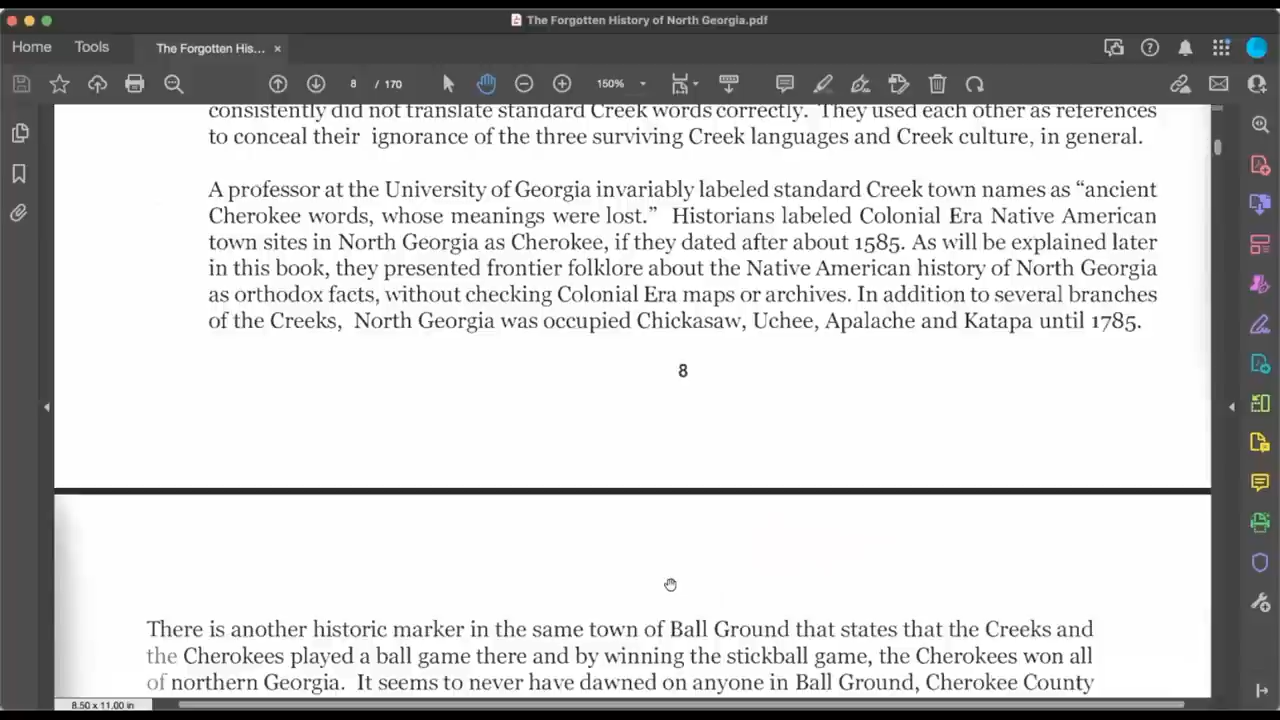 The Forgotten History of North Georgia.pdf
Home
Tools
The Forgotten His...
8 / 170
150%
consistently did not translate standard Creek words correctly. They used each other as references
to conceal their ignorance of the three surviving Creek languages and Creek culture, in general.
A professor at the University of Georgia invariably labeled standard Creek town names as “ancient
Cherokee words, whose meanings were lost.” Historians labeled Colonial Era Native American
town sites in North Georgia as Cherokee, if they dated after about 1585. As will be explained later
in this book, they presented frontier folklore about the Native American history of North Georgia
as orthodox facts, without checking Colonial Era maps or archives. In addition to several branches
of the Creeks, North Georgia was occupied Chickasaw, Uchee, Apalache and Katapa until 1785.
8
There is another historic marker in the same town of Ball Ground that states that the Creeks and
the Cherokees played a ball game there and by winning the stickball game, the Cherokees won all
of northern Georgia. It seems to never have dawned on anyone in Ball Ground, Cherokee County
8.50 x 11.00 in